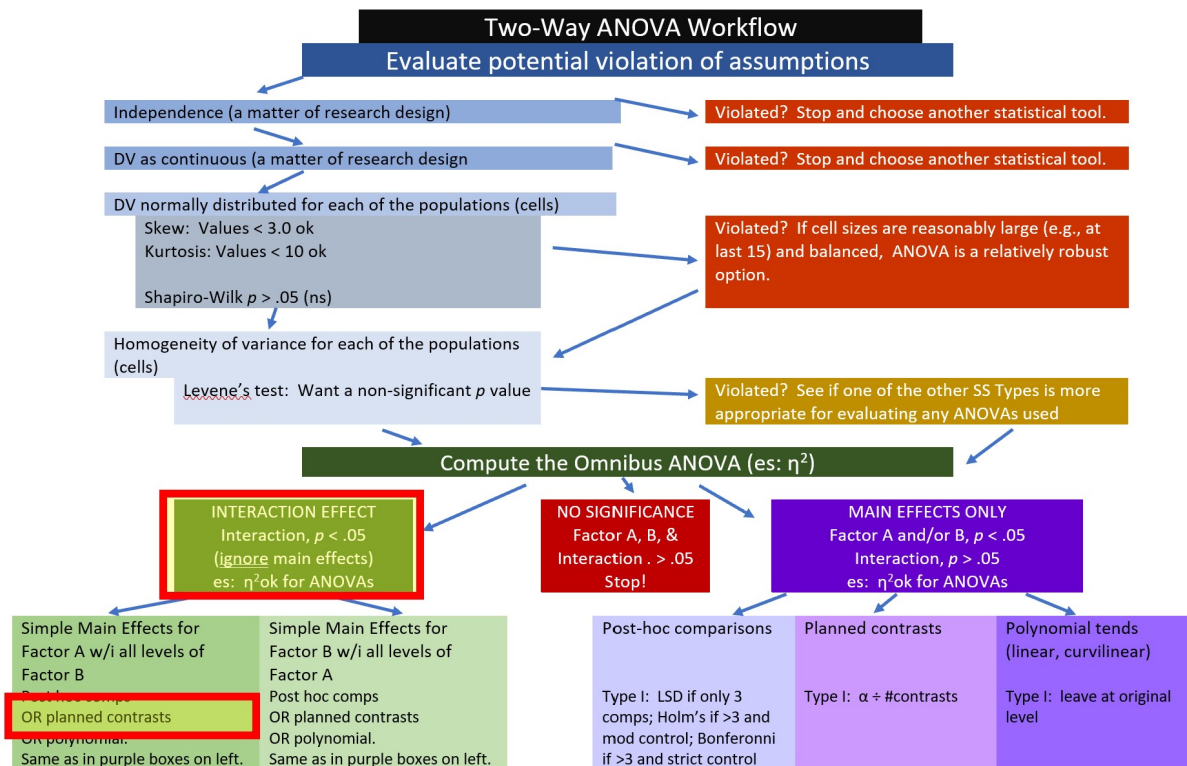 Two-Way ANOVA Workflow
Evaluate potential violation of assumptions
Independence (a matter of research design)
Violated? Stop and choose another statistical tool.
DV as continuous (a matter of research design
Violated? Stop and choose another statistical tool.
DV normally distributed for each of the populations (cells)
Skew: Values < 3.0 ok
Kurtosis: Values < 10 ok
Shapiro-Wilk p > .05 (ns)
Violated? If cell sizes are reasonably large (e.g., at
last 15) and balanced, ANOVA is a relatively robust
option.
Homogeneity of variance for each of the populations
(cells)
Levene's test: Want a non-significant p value
Violated? See if one of the other SS Types is more
appropriate for evaluating any ANOVAs used
Compute the Omnibus ANOVA (es: η²)
INTERACTION EFFECT
Interaction, p < .05
(ignore main effects)
es: η²ok for ANOVAs
NO SIGNIFICANCE
Factor A, B, &
Interaction . > .05
Stop!
MAIN EFFECTS ONLY
Factor A and/or B, p < .05
Interaction, p > .05
es: η²ok for ANOVAs
Simple Main Effects for
Factor A w/i all levels of
Factor B
Post hoc comps
OR planned contrasts
OR polynomial.
Same as in purple boxes on left.
Simple Main Effects for
Factor B w/i all levels of
Factor A
Post hoc comps
OR planned contrasts
OR polynomial.
Same as in purple boxes on left.
Post-hoc comparisons
Type I: LSD if only 3
comps; Holm's if >3 and
mod control; Bonferonni
if >3 and strict control
Planned contrasts
Type I: α ÷ #contrasts
Polynomial tends
(linear, curvilinear)
Type I: leave at original
level